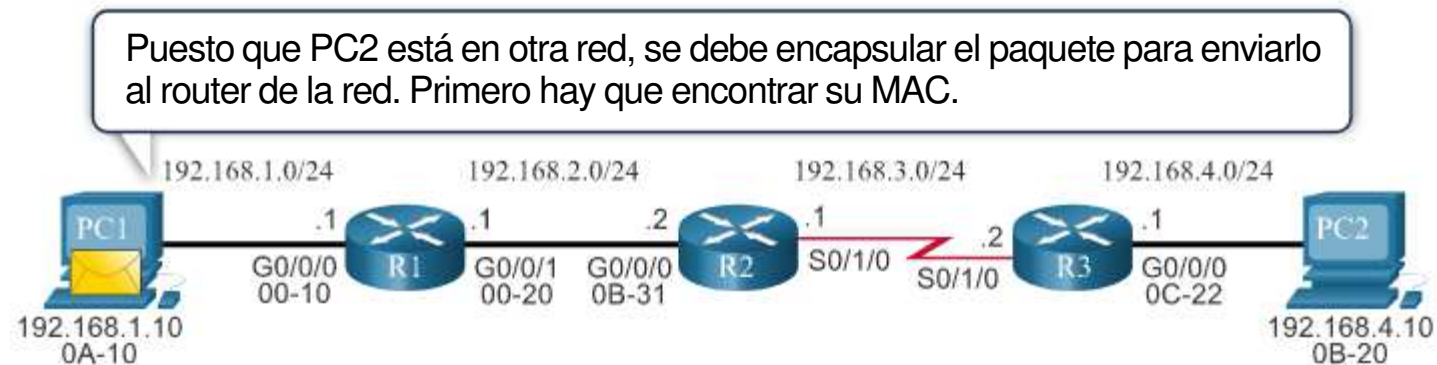 Puesto que PC2 está en otra red, se debe encapsular el paquete para enviarlo
al router de la red. Primero hay que encontrar su MAC.
192.168.1.0/24 192.168.2.0/24 192.168.3.0/24 192.168.4.0/24
PC1 .1 R1 .1 .2 R2 .1 .2 R3 .1 PC2
G0/0/0 G0/0/1 G0/0/0 S0/1/0 S0/1/0 G0/0/0
00-10 00-20 0B-31 0C-22
192.168.1.10 192.168.4.10
0A-10 0B-20